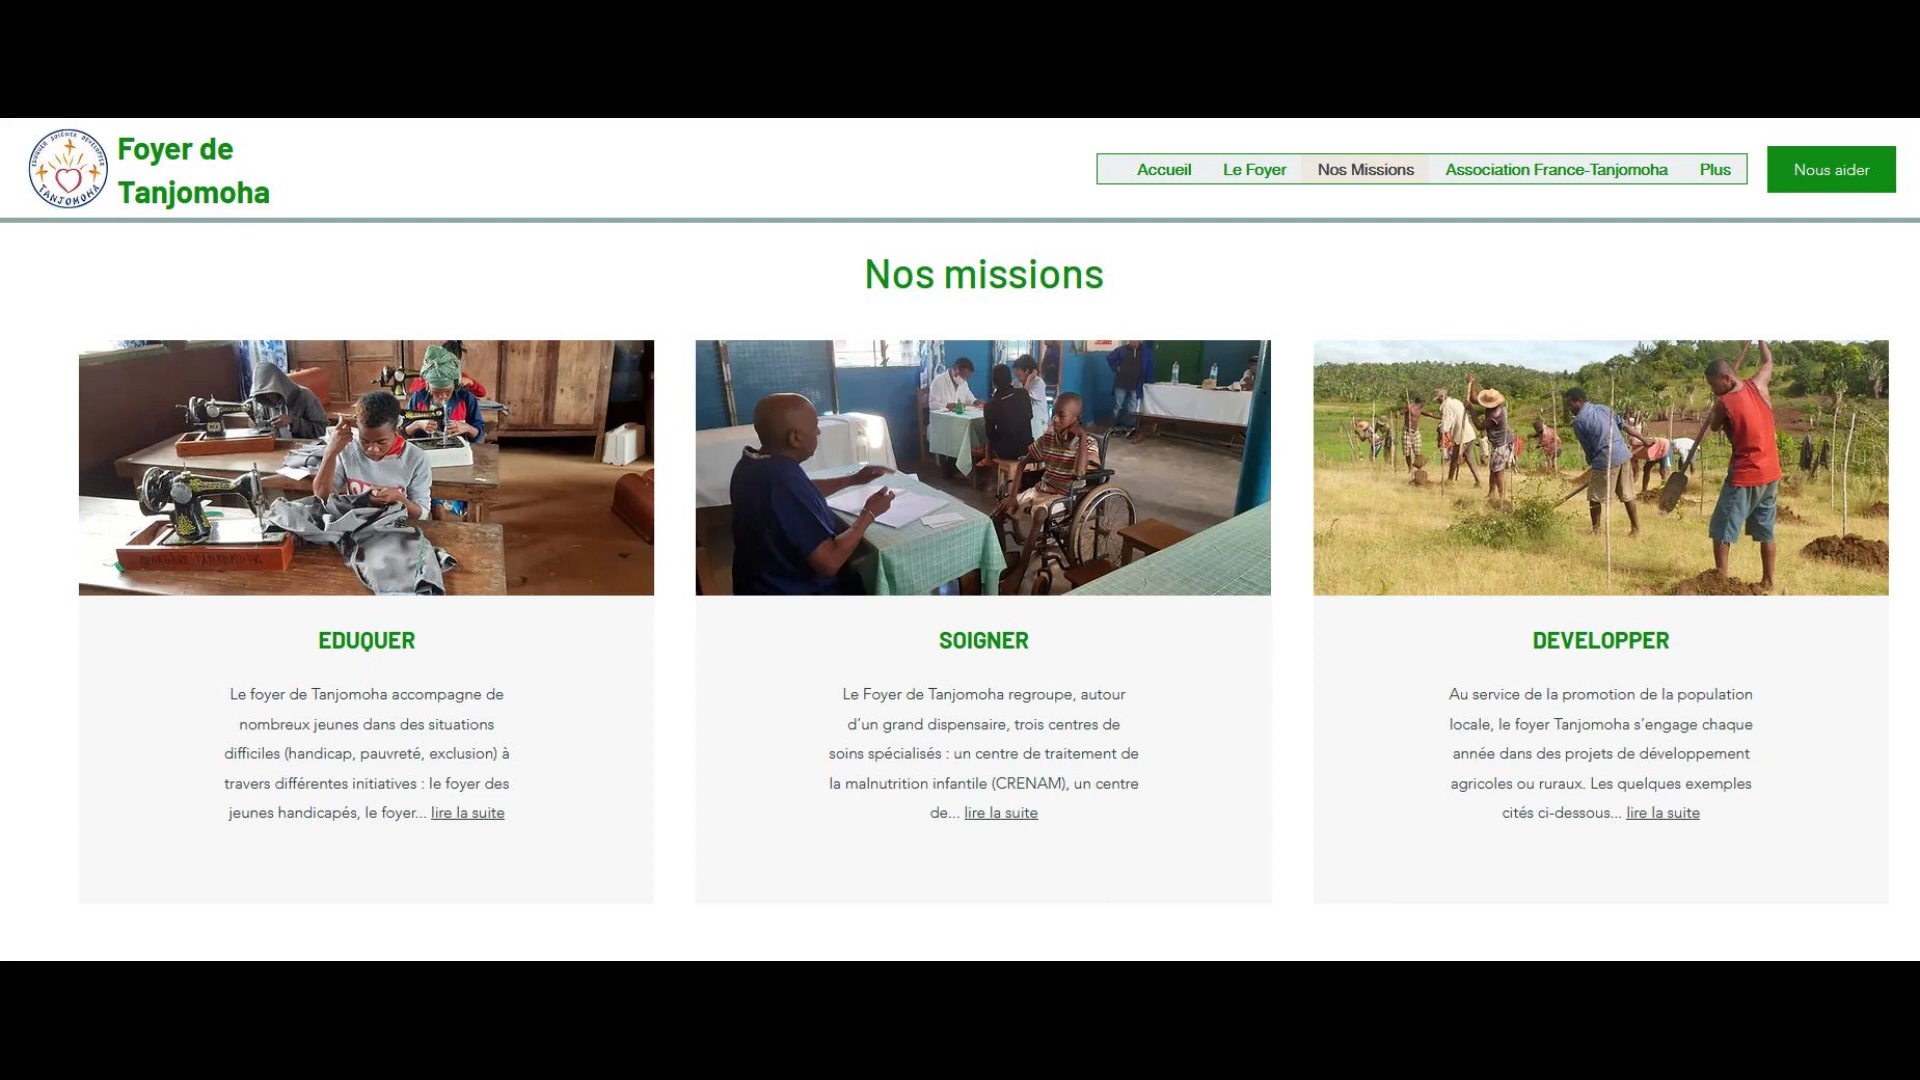 EDUQUER SOIGNER DEVELOPPER
TANJOMOHA
Foyer de
Tanjomoha
Accueil
Le Foyer
Nos Missions
Association France-Tanjomoha
Plus
Nous aider
Nos missions
EDUQUER
Le foyer de Tanjomoha accompagne de
nombreux jeunes dans des situations
difficiles (handicap, pauvreté, exclusion) à
travers différentes initiatives : le foyer des
jeunes handicapés, le foyer... lire la suite
SOIGNER
Le Foyer de Tanjomoha regroupe, autour
d’un grand dispensaire, trois centres de
soins spécialisés : un centre de traitement de
la malnutrition infantile (CRENAM), un centre
de... lire la suite
DEVELOPPER
Au service de la promotion de la population
locale, le foyer Tanjomoha s’engage chaque
année dans des projets de développement
agricoles ou ruraux. Les quelques exemples
cités ci-dessous... lire la suite